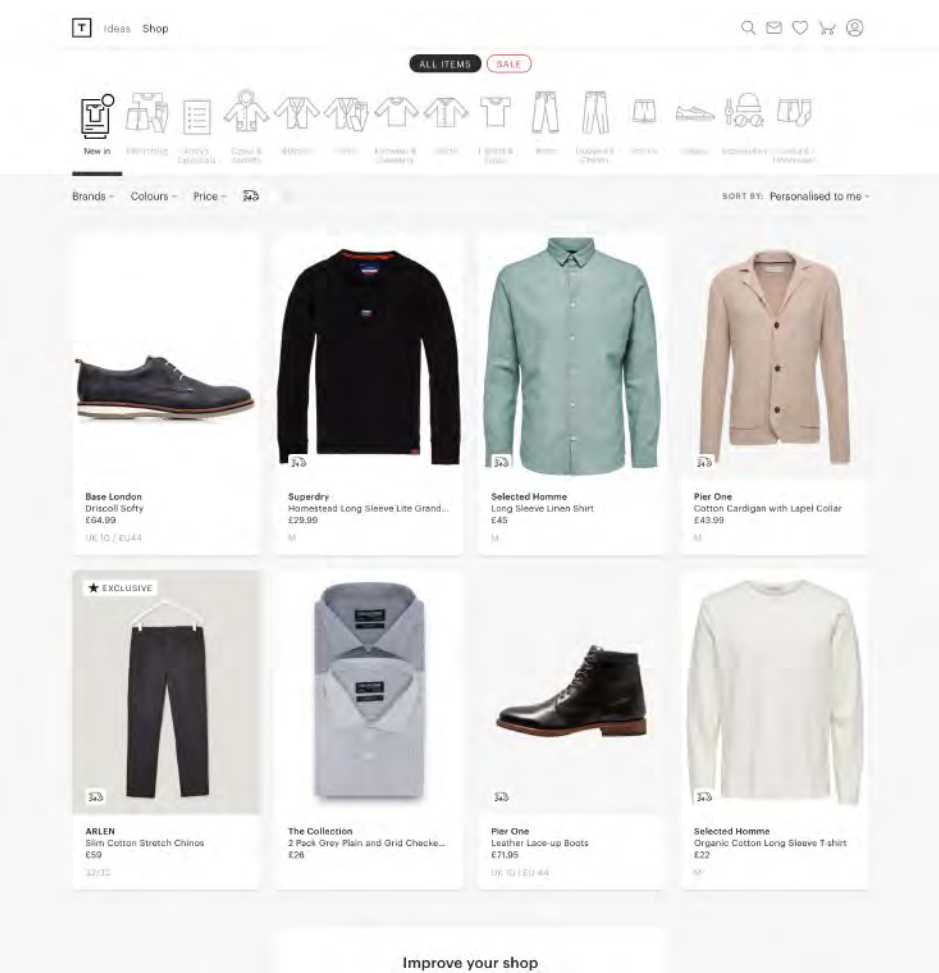 T Ideas Shop
ALL ITEMS SALE
New in
Brands Colours Price 24h SORT BY: Personalised to me
Base London
Driscoll Softy
£64.99
UK 10 / EU44
Superdry
Homestead Long Sleeve Lite Grand...
£29.99
M
Selected Homme
Long Sleeve Linen Shirt
£45
M
Pier One
Cotton Cardigan with Lapel Collar
£43.99
M
★ EXCLUSIVE
ARLEN
Slim Cotton Stretch Chinos
£59
32/32
The Collection
2 Pack Grey Plain and Grid Checke...
£26
Pier One
Leather Lace-up Boots
£71.95
UK 10 / EU 44
Selected Homme
Organic Cotton Long Sleeve T-shirt
£22
M
Improve your shop